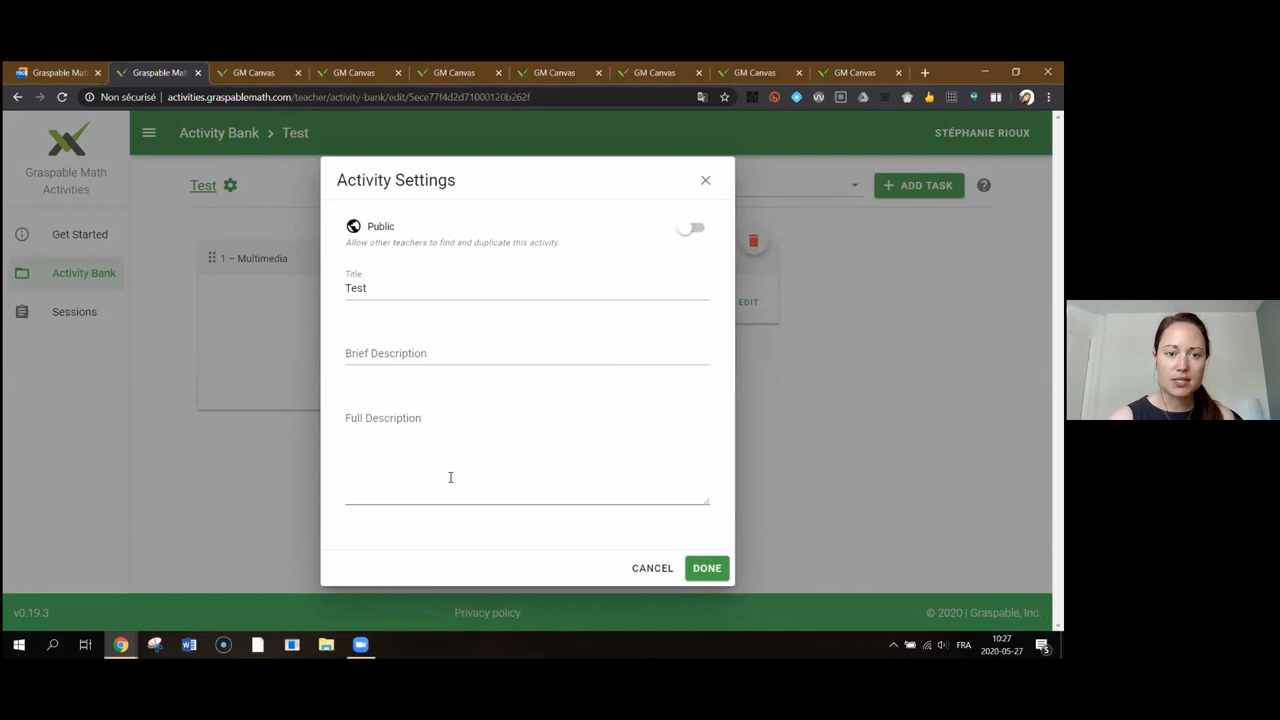 Graspable Mat
Graspable Mat
GM Canvas
GM Canvas
GM Canvas
GM Canvas
GM Canvas
GM Canvas
GM Canvas
Non sécurisé | activities.graspablemath.com/teacher/activity-bank/edit/5ece77f4d2d71000120b262f
Graspable Math
Activities
Activity Bank > Test
STÉPHANIE RIOUX
Test
+ ADD TASK
Get Started
Activity Bank
Sessions
1 – Multimedia
EDIT
Activity Settings
Public
Allow other teachers to find and duplicate this activity.
Title
Test
Brief Description
Full Description
CANCEL
DONE
v0.19.3
Privacy policy
© 2020 | Graspable, Inc.
FRA
10:27
2020-05-27
5